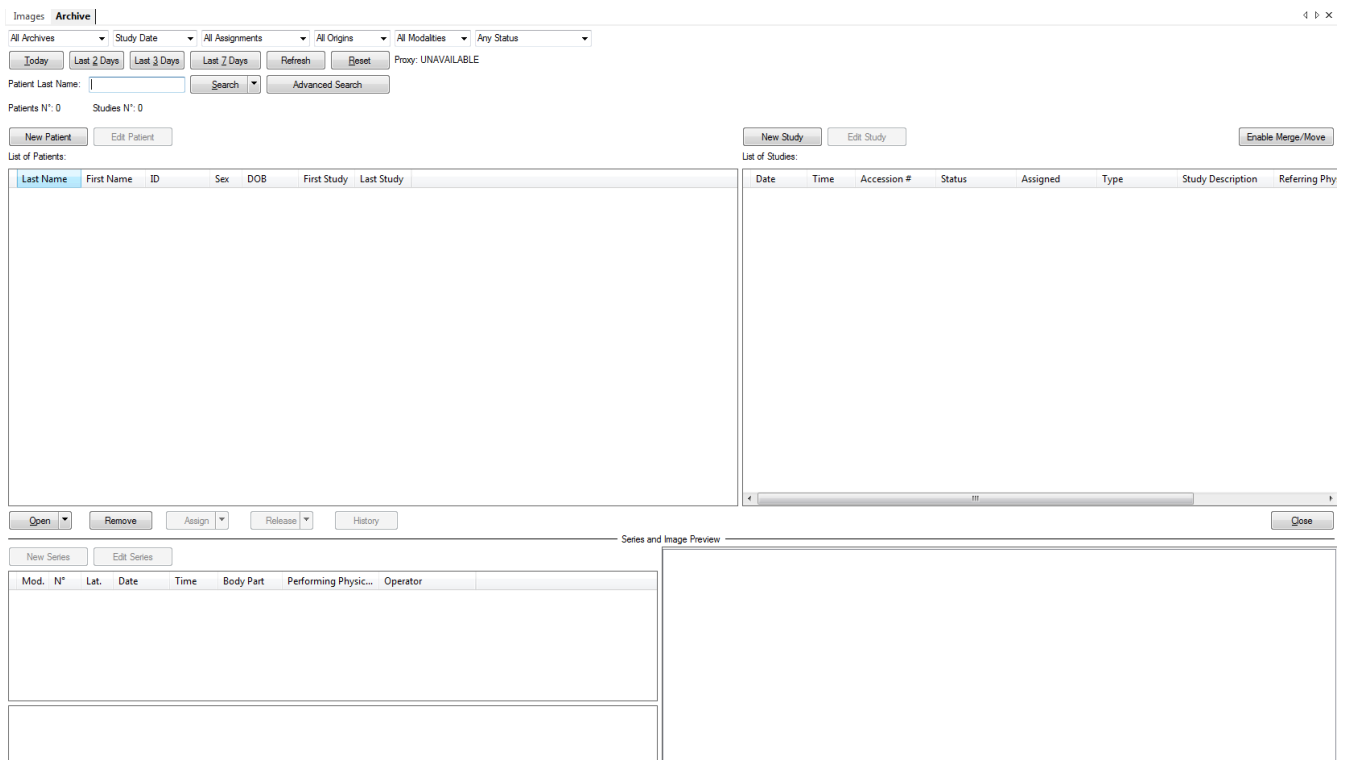 Images Archive
All Archives Study Date All Assignments All Origins All Modalities Any Status
Today Last 2 Days Last 3 Days Last 7 Days Refresh Reset Proxy: UNAVAILABLE
Patient Last Name: Search Advanced Search
Patients N°: 0 Studies N°: 0
New Patient Edit Patient New Study Edit Study Enable Merge/Move
List of Patients: List of Studies:
Last Name First Name ID Sex DOB First Study Last Study Date Time Accession # Status Assigned Type Study Description Referring Phy
Open Remove Assign Release History Close
Series and Image Preview
New Series Edit Series
Mod. N° Lat. Date Time Body Part Performing Physic... Operator